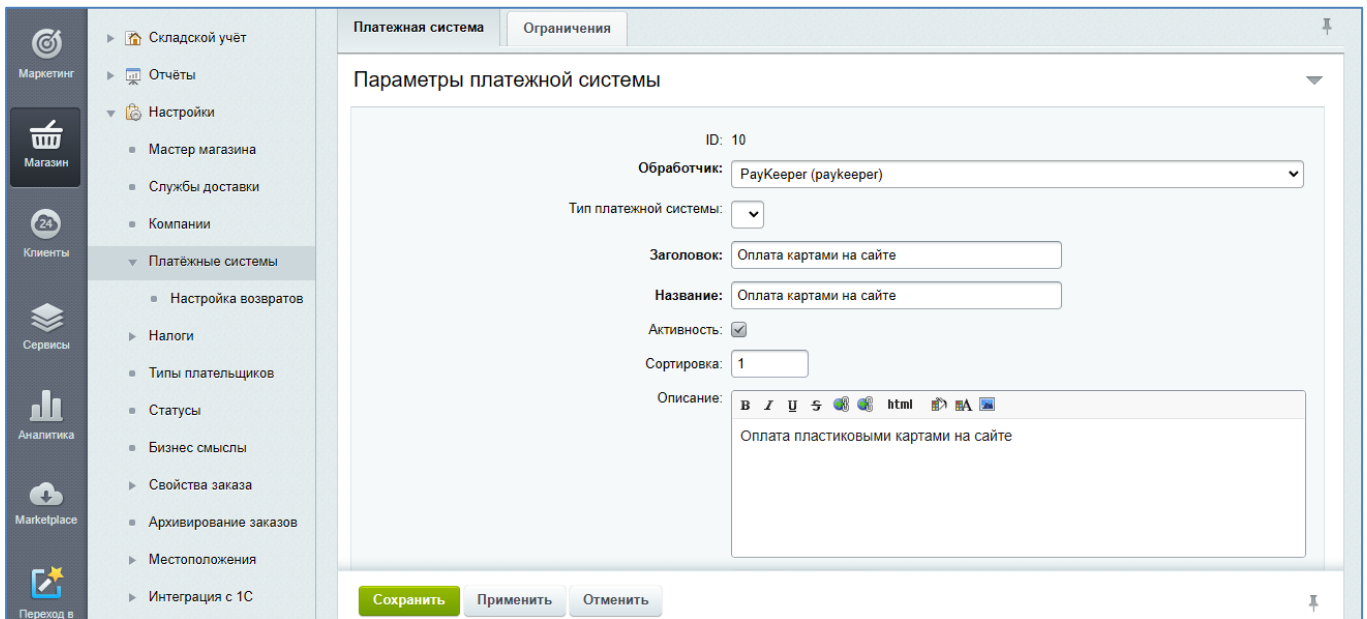 Маркетинг
Магазин
24
Клиенты
Сервисы
Аналитика
Marketplace
Переход в
Складской учёт
Отчёты
Настройки
Мастер магазина
Службы доставки
Компании
Платёжные системы
Настройка возвратов
Налоги
Типы плательщиков
Статусы
Бизнес смыслы
Свойства заказа
Архивирование заказов
Местоположения
Интеграция с 1С
Платежная система Ограничения
Параметры платежной системы
ID: 10
Обработчик: PayKeeper (paykeeper)
Тип платежной системы:
Заголовок: Оплата картами на сайте
Название: Оплата картами на сайте
Активность:
Сортировка: 1
Описание: B I U S html A
Оплата пластиковыми картами на сайте
Сохранить Применить Отменить